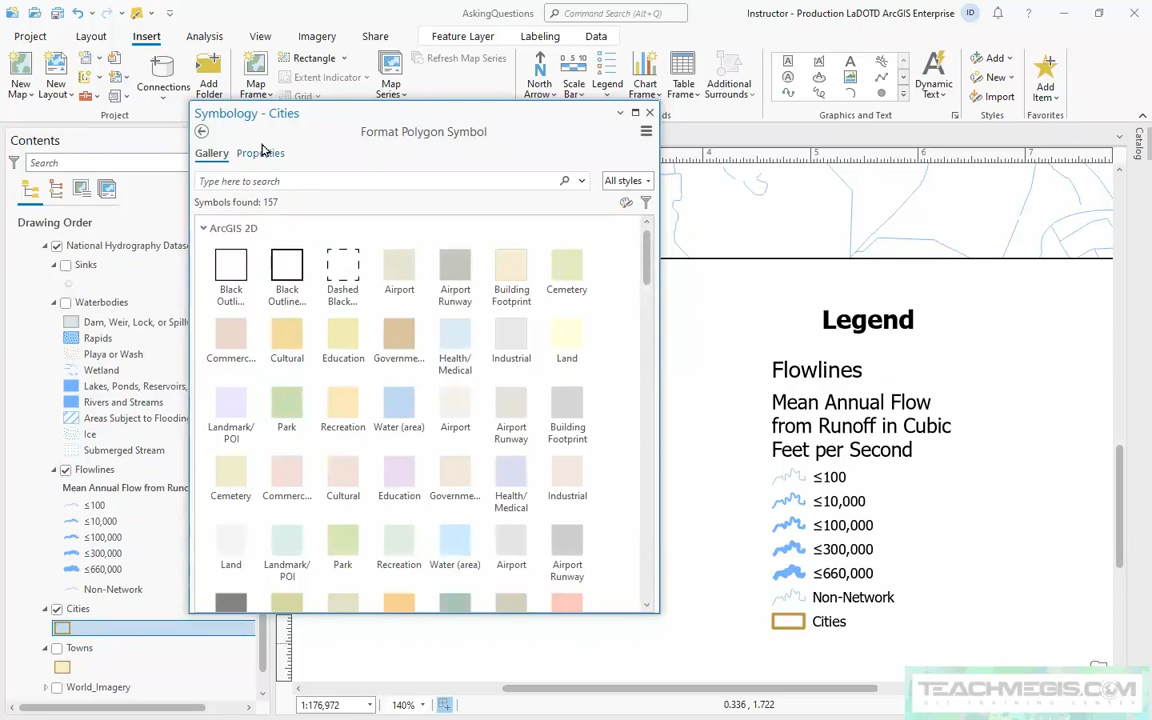 AskingQuestions
Command Search (Alt+Q)
Instructor - Production LaDOTD ArcGIS Enterprise
ID
Project
Layout
Insert
Analysis
View
Imagery
Share
Feature Layer
Labeling
Data
New Map
New Layout
Connections
Add Folder
Project
Map Frame
Rectangle
Extent Indicator
Grid
Map Series
Refresh Map Series
North Arrow
Scale Bar
Legend
Chart Frame
Table Frame
Additional Surrounds
Graphics and Text
Dynamic Text
Add
New
Import
Styles
Add Item
Favorites
Contents
Search
Drawing Order
National Hydrography Datase
Sinks
Waterbodies
Dam, Weir, Lock, or Spillw
Rapids
Playa or Wash
Wetland
Lakes, Ponds, Reservoirs,
Rivers and Streams
Areas Subject to Flooding
Ice
Submerged Stream
Flowlines
Mean Annual Flow from Runo
≤100
≤10,000
≤100,000
≤300,000
≤660,000
Non-Network
Cities
Towns
World_Imagery
Symbology - Cities
Format Polygon Symbol
Gallery
Properties
Type here to search
All styles
Symbols found: 157
ArcGIS 2D
Black Outli...
Black Outline...
Dashed Black...
Airport
Airport Runway
Building Footprint
Cemetery
Commerc...
Cultural
Education
Governme...
Health/ Medical
Industrial
Land
Landmark/ POI
Park
Recreation
Water (area)
Airport
Airport Runway
Building Footprint
Cemetery
Commerc...
Cultural
Education
Governme...
Health/ Medical
Industrial
Land
Landmark/ POI
Park
Recreation
Water (area)
Airport
Airport Runway
4
5
6
7
Catalog
Legend
Flowlines
Mean Annual Flow
from Runoff in Cubic
Feet per Second
≤100
≤10,000
≤100,000
≤300,000
≤660,000
Non-Network
Cities
1:176,972
140%
0.336 , 1.722
TEACHMEGIS.COM
GIS TRAINING CENTER